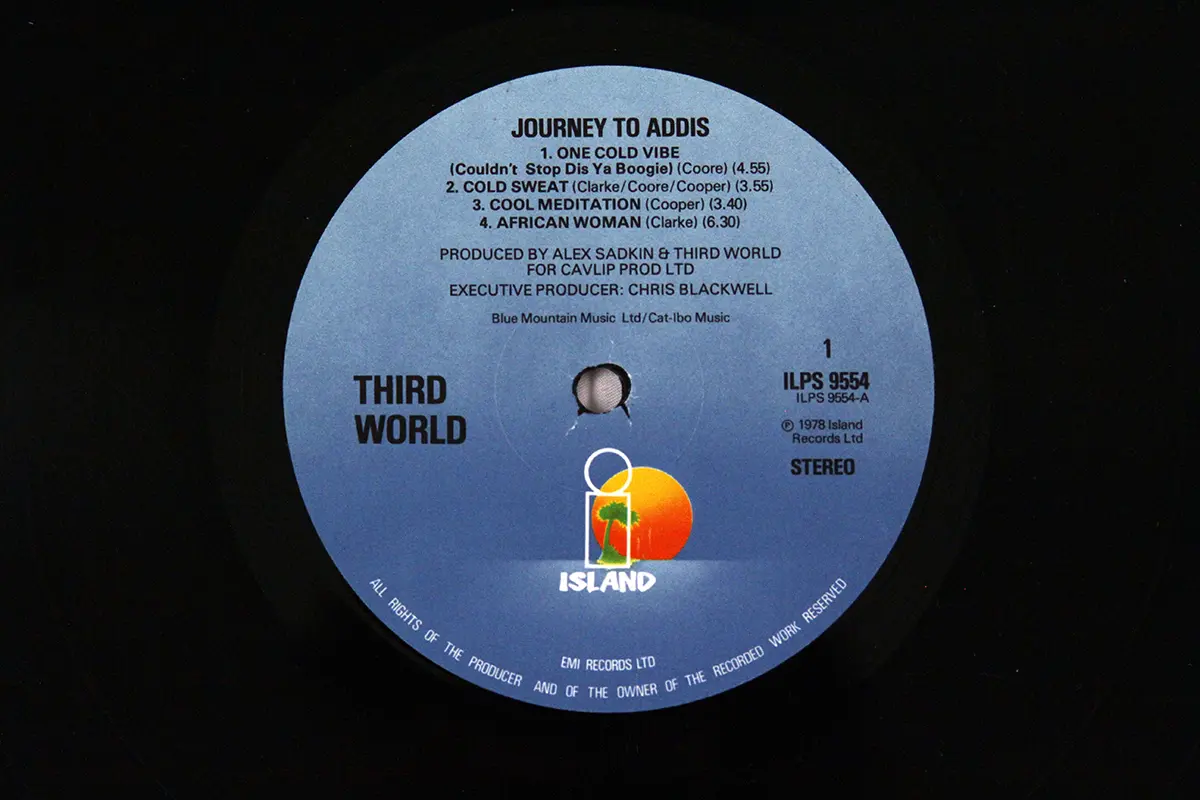 JOURNEY TO ADDIS
1. ONE COLD VIBE
(Couldn't Stop Dis Ya Boogie) (Coore) (4.55)
2. COLD SWEAT (Clarke/Coore/Cooper) (3.55)
3. COOL MEDITATION (Cooper) (3.40)
4. AFRICAN WOMAN (Clarke) (6.30)
PRODUCED BY ALEX SADKIN & THIRD WORLD
FOR CAVLIP PROD LTD
EXECUTIVE PRODUCER: CHRIS BLACKWELL
Blue Mountain Music Ltd/Cat-Ibo Music
THIRD
WORLD
1
ILPS 9554
ILPS 9554-A
℗ 1978 Island
Records Ltd
STEREO
i
ISLAND
EMI RECORDS LTD
ALL RIGHTS OF THE PRODUCER AND OF THE OWNER OF THE RECORDED WORK RESERVED